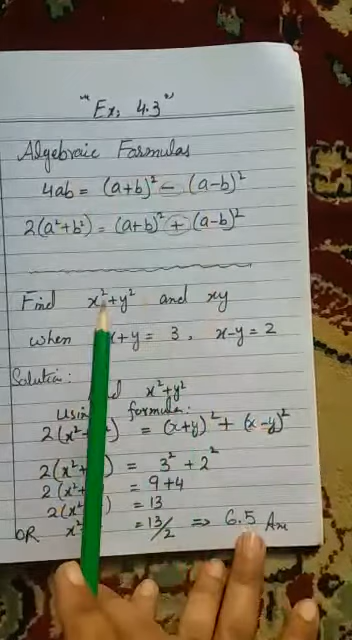 "Ex, 4.3"
Algebraic Formulas
4ab = (a+b)² - (a-b)²
2(a²+b²) = (a+b)² + (a-b)²
Find x²+y² and xy
when x+y = 3, x-y = 2
Solution: x²+y²
using formula:
2(x² ) = (x+y)² + (x-y)²
2(x²+ ) = 3² + 2²
2(x²+ ) = 9+4
2(x² ) = 13
OR x² = 13/2 ⇒ 6.5 Ans